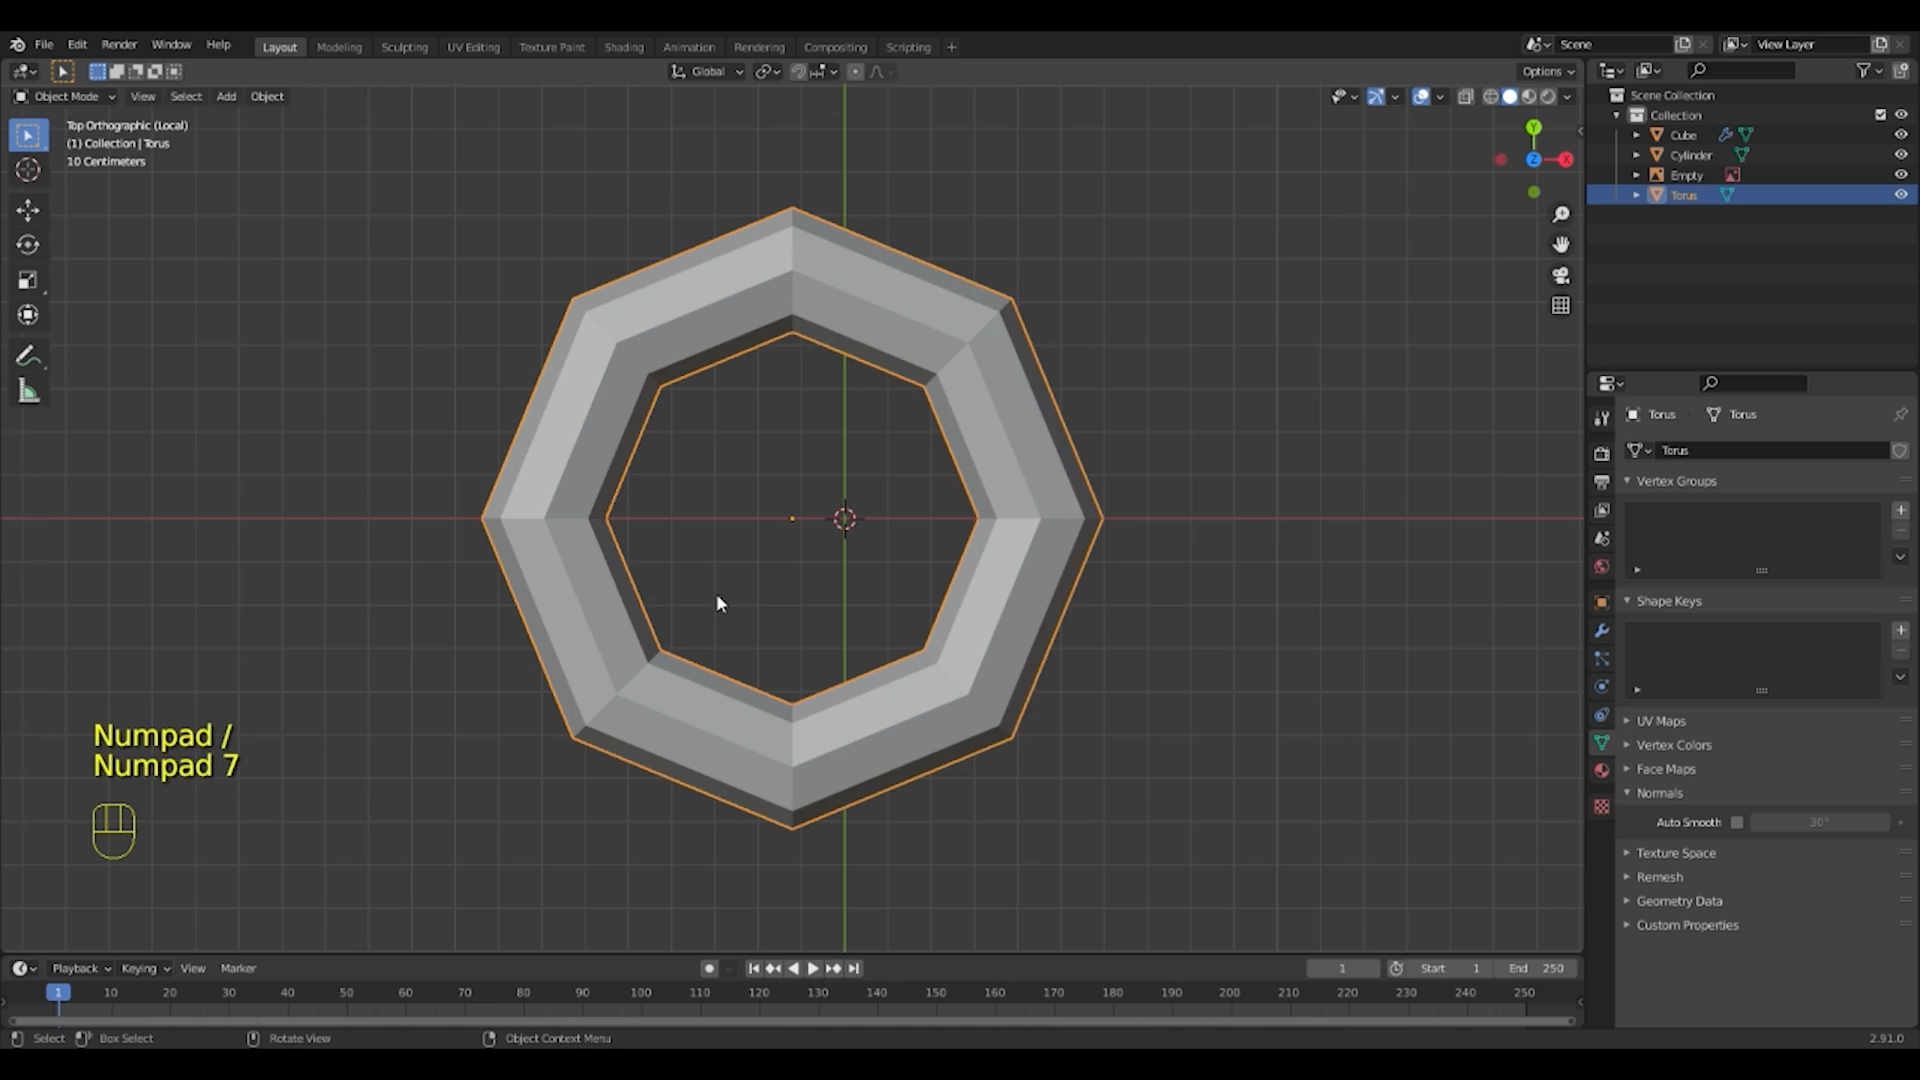 File Edit Render Window Help Layout Modeling Sculpting UV Editing Texture Paint Shading Animation Rendering Compositing Scripting + Scene View Layer
Global Options
Object Mode View Select Add Object
Top Orthographic (Local)
(1) Collection | Torus
10 Centimeters
Y
Z X
Scene Collection
Collection
Cube
Cylinder
Empty
Torus
Torus Torus
Torus
Vertex Groups
Shape Keys
UV Maps
Vertex Colors
Face Maps
Normals
Auto Smooth 30°
Texture Space
Remesh
Geometry Data
Custom Properties
Numpad /
Numpad 7
Playback Keying View Marker 1 Start 1 End 250
1 10 20 30 40 50 60 70 80 90 100 110 120 130 140 150 160 170 180 190 200 210 220 230 240 250
Select Box Select Rotate View Object Context Menu 2.91.0